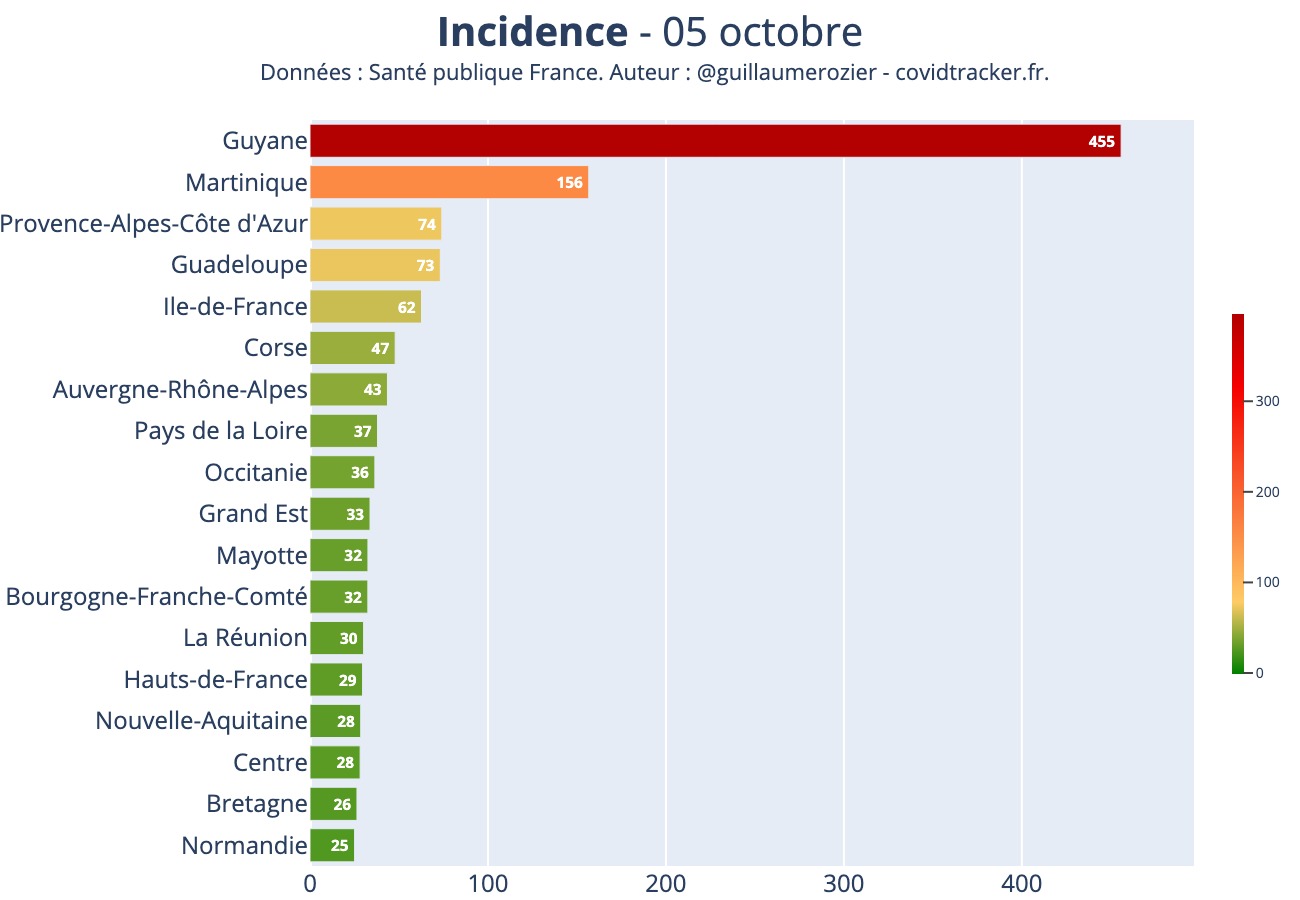 Incidence - 05 octobre
Données : Santé publique France. Auteur : @guillaumerozier - covidtracker.fr.
Guyane 455
Martinique 156
Provence-Alpes-Côte d'Azur 74
Guadeloupe 73
Ile-de-France 62
Corse 47
Auvergne-Rhône-Alpes 43
Pays de la Loire 37
Occitanie 36
Grand Est 33
Mayotte 32
Bourgogne-Franche-Comté 32
La Réunion 30
Hauts-de-France 29
Nouvelle-Aquitaine 28
Centre 28
Bretagne 26
Normandie 25
0 100 200 300 400
300
200
100
0